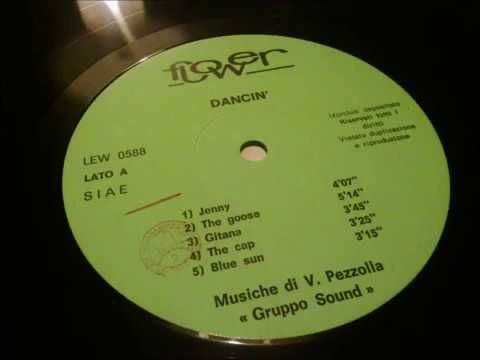 flower
DANCIN'
LEW 0588
LATO A
SIAE
Marchio depositato
Riservati tutti i
diritti
Vietata duplicazione
e riproduzione
1) Jenny 4'07"
2) The goose 5'14"
3) Gitana 3'45"
4) The cap 3'25"
5) Blue sun 3'15"
Musiche di V. Pezzolla
« Gruppo Sound »